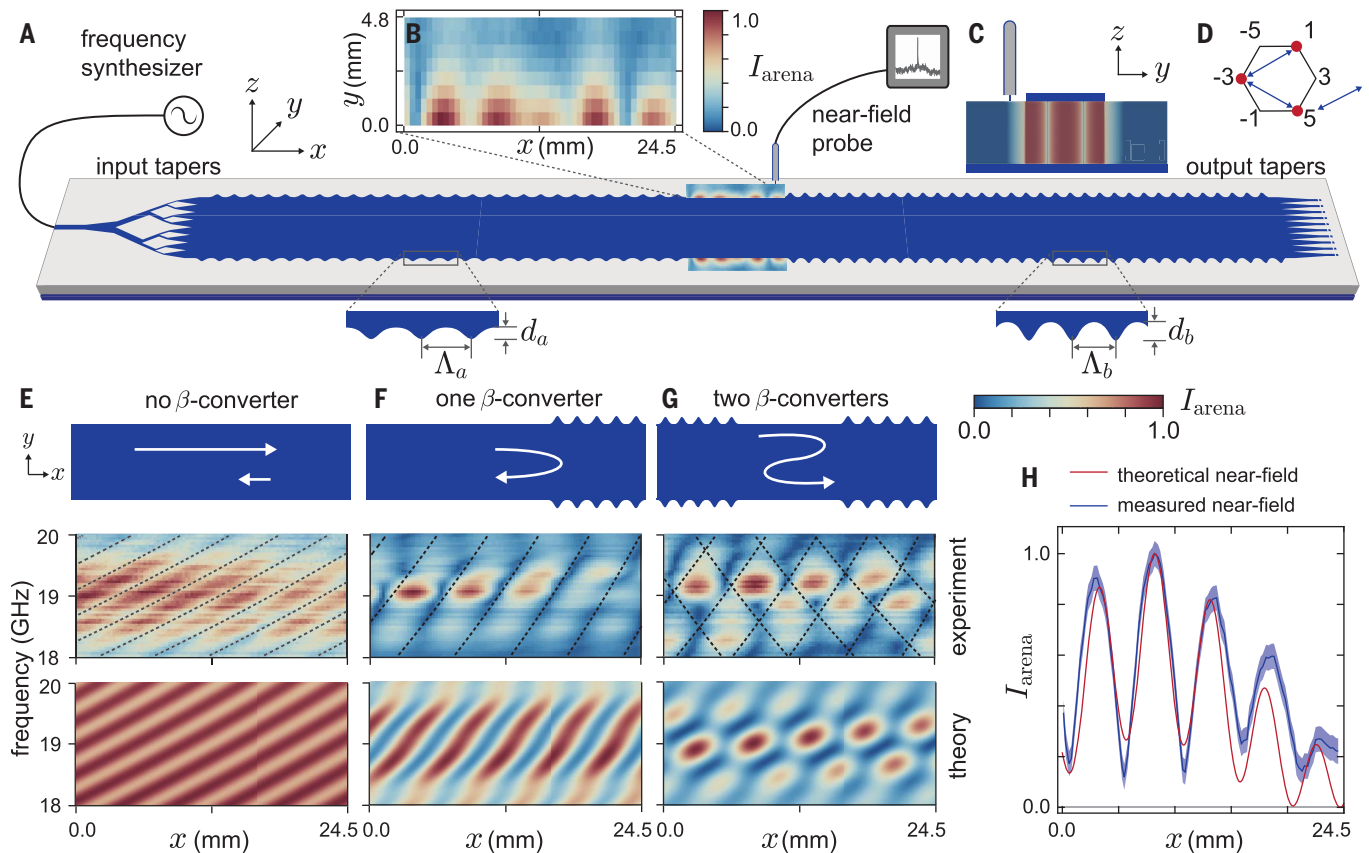 A
frequency
synthesizer
z
y
x
input tapers
B
4.8
y (mm)
0.0
0.0
x (mm)
24.5
1.0
I_arena
0.0
near-field
probe
C
z
y
D
-5
1
-3
3
-1
5
output tapers
d_a
Λ_a
d_b
Λ_b
E
no β-converter
F
one β-converter
G
two β-converters
I_arena
0.0
1.0
y
x
H
theoretical near-field
measured near-field
frequency (GHz)
20
19
18
experiment
20
19
18
theory
0.0
x (mm)
24.5
0.0
x (mm)
24.5
0.0
x (mm)
24.5
I_arena
1.0
0.0
0.0
x (mm)
24.5